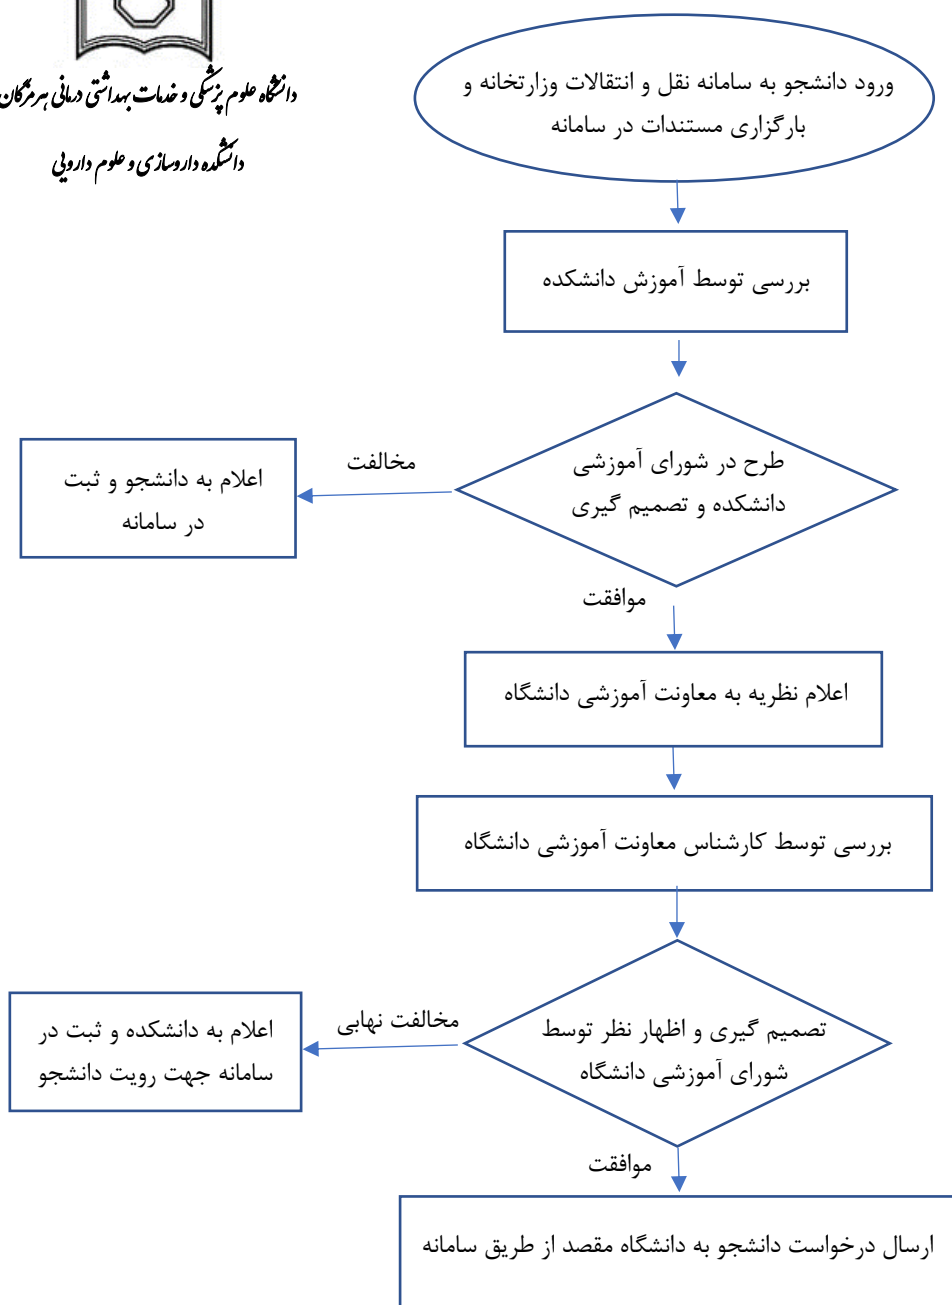 دانشگاه علوم پزشکی و خدمات بهداشتی درمانی هرمزگان
دانشکده داروسازی و علوم دارویی
ورود دانشجو به سامانه نقل و انتقالات وزارتخانه و
بارگزاری مستندات در سامانه
بررسی توسط آموزش دانشکده
طرح در شورای آموزشی
دانشکده و تصمیم گیری
مخالفت
اعلام به دانشجو و ثبت
در سامانه
موافقت
اعلام نظریه به معاونت آموزشی دانشگاه
بررسی توسط کارشناس معاونت آموزشی دانشگاه
تصمیم گیری و اظهار نظر توسط
شورای آموزشی دانشگاه
مخالفت نهابی
اعلام به دانشکده و ثبت در
سامانه جهت رویت دانشجو
موافقت
ارسال درخواست دانشجو به دانشگاه مقصد از طریق سامانه